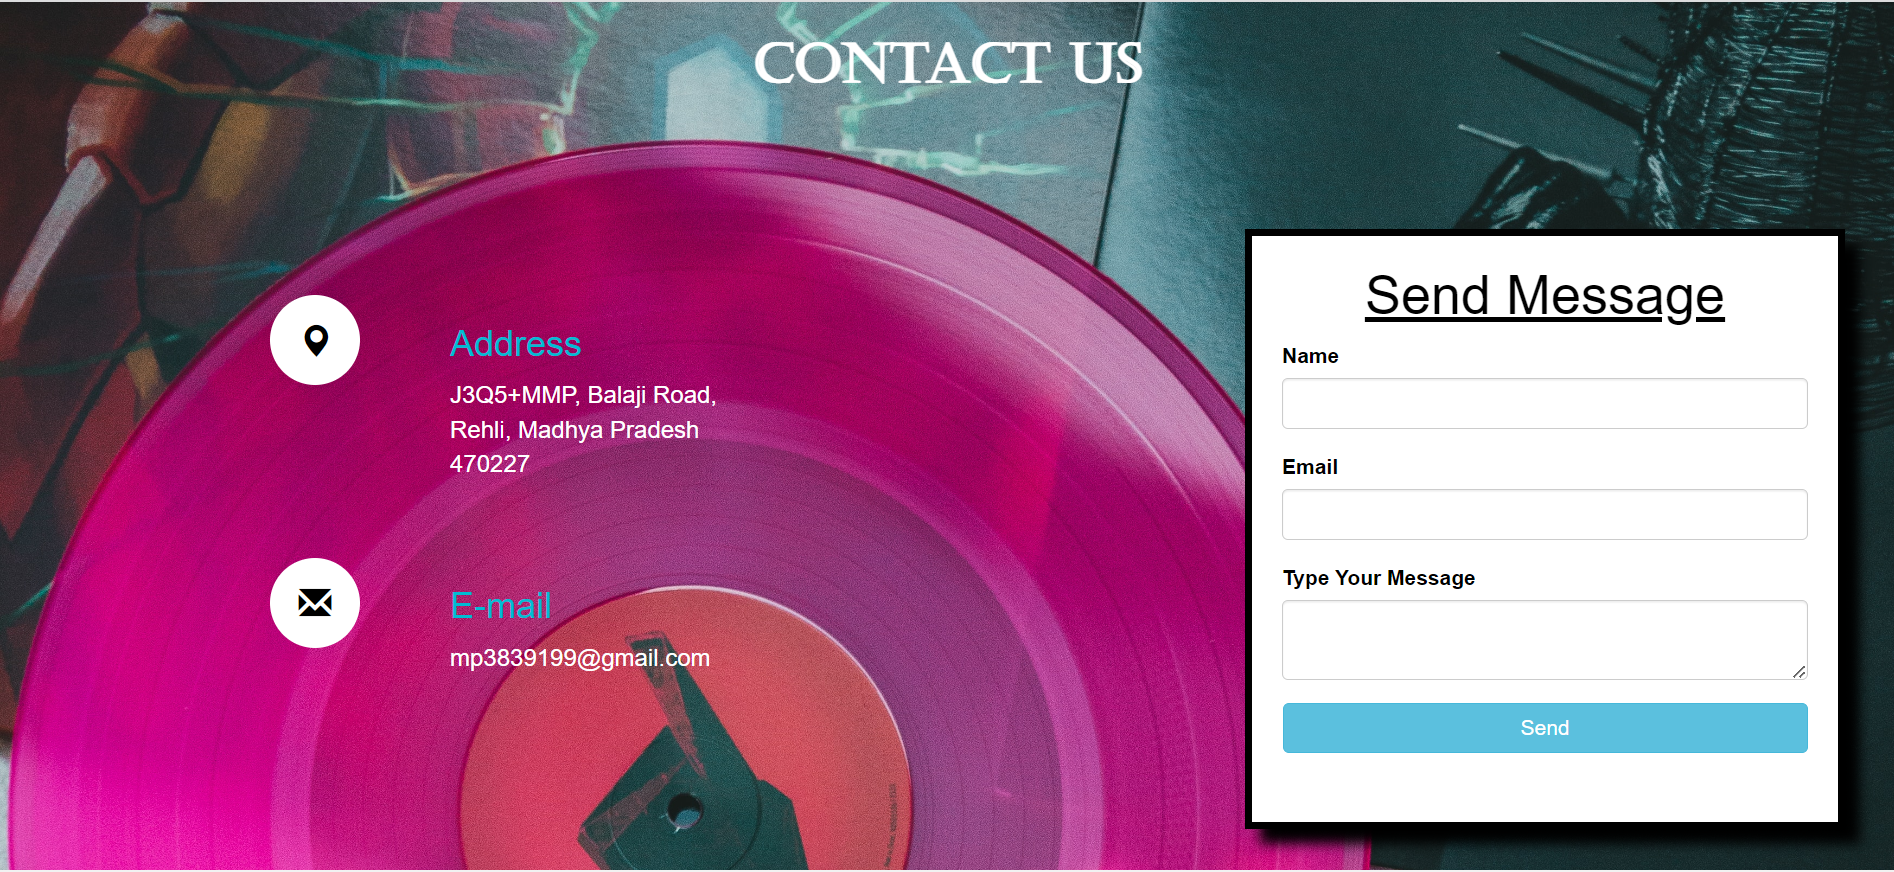 CONTACT US
Address
J3Q5+MMP, Balaji Road,
Rehli, Madhya Pradesh
470227
E-mail
mp3839199@gmail.com
Send Message
Name
Email
Type Your Message
Send